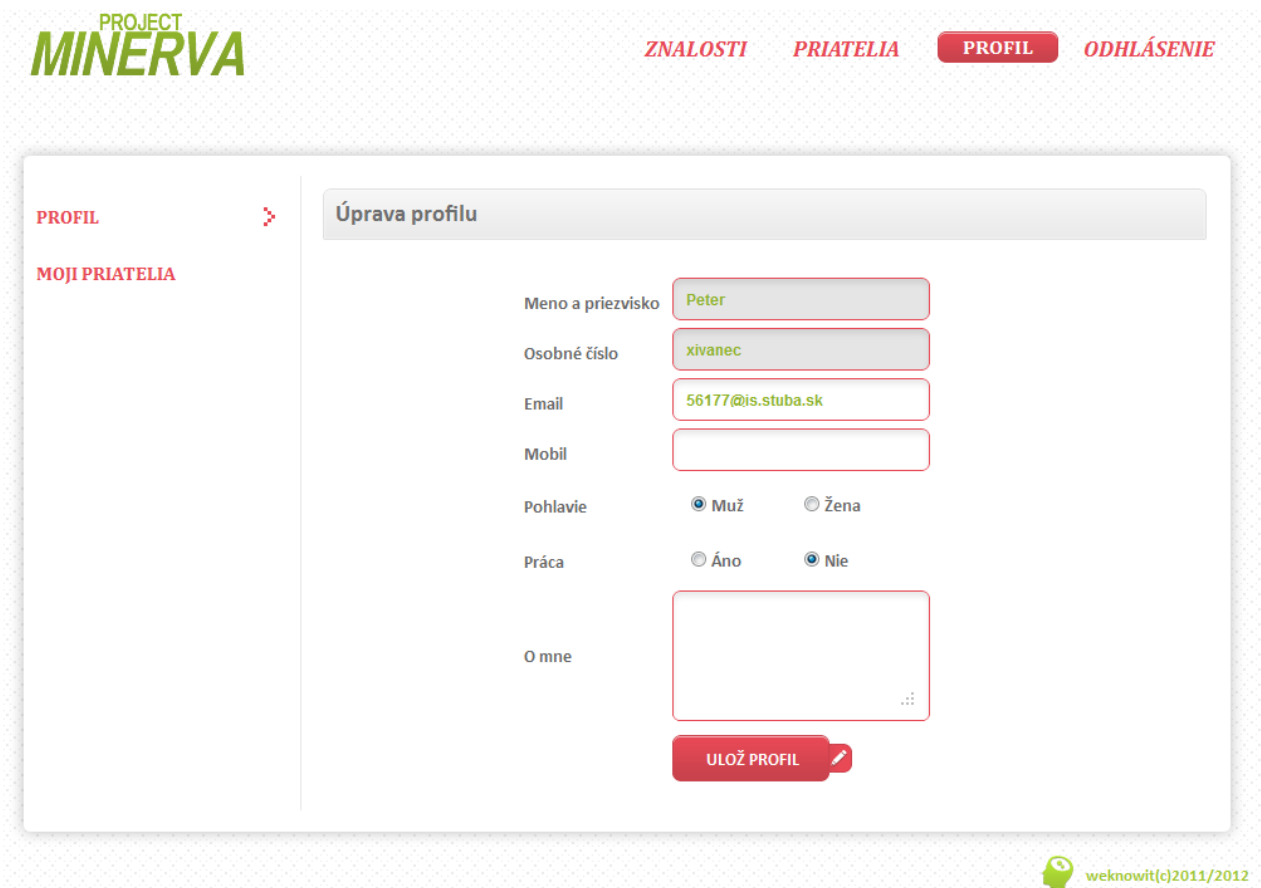 PROJECT
MINERVA
ZNALOSTI PRIATELIA PROFIL ODHLÁSENIE
PROFIL
MOJI PRIATELIA
Úprava profilu
Meno a priezvisko Peter
Osobné číslo xivanec
Email 56177@is.stuba.sk
Mobil
Pohlavie Muž Žena
Práca Áno Nie
O mne
ULOŽ PROFIL
weknowit(c)2011/2012